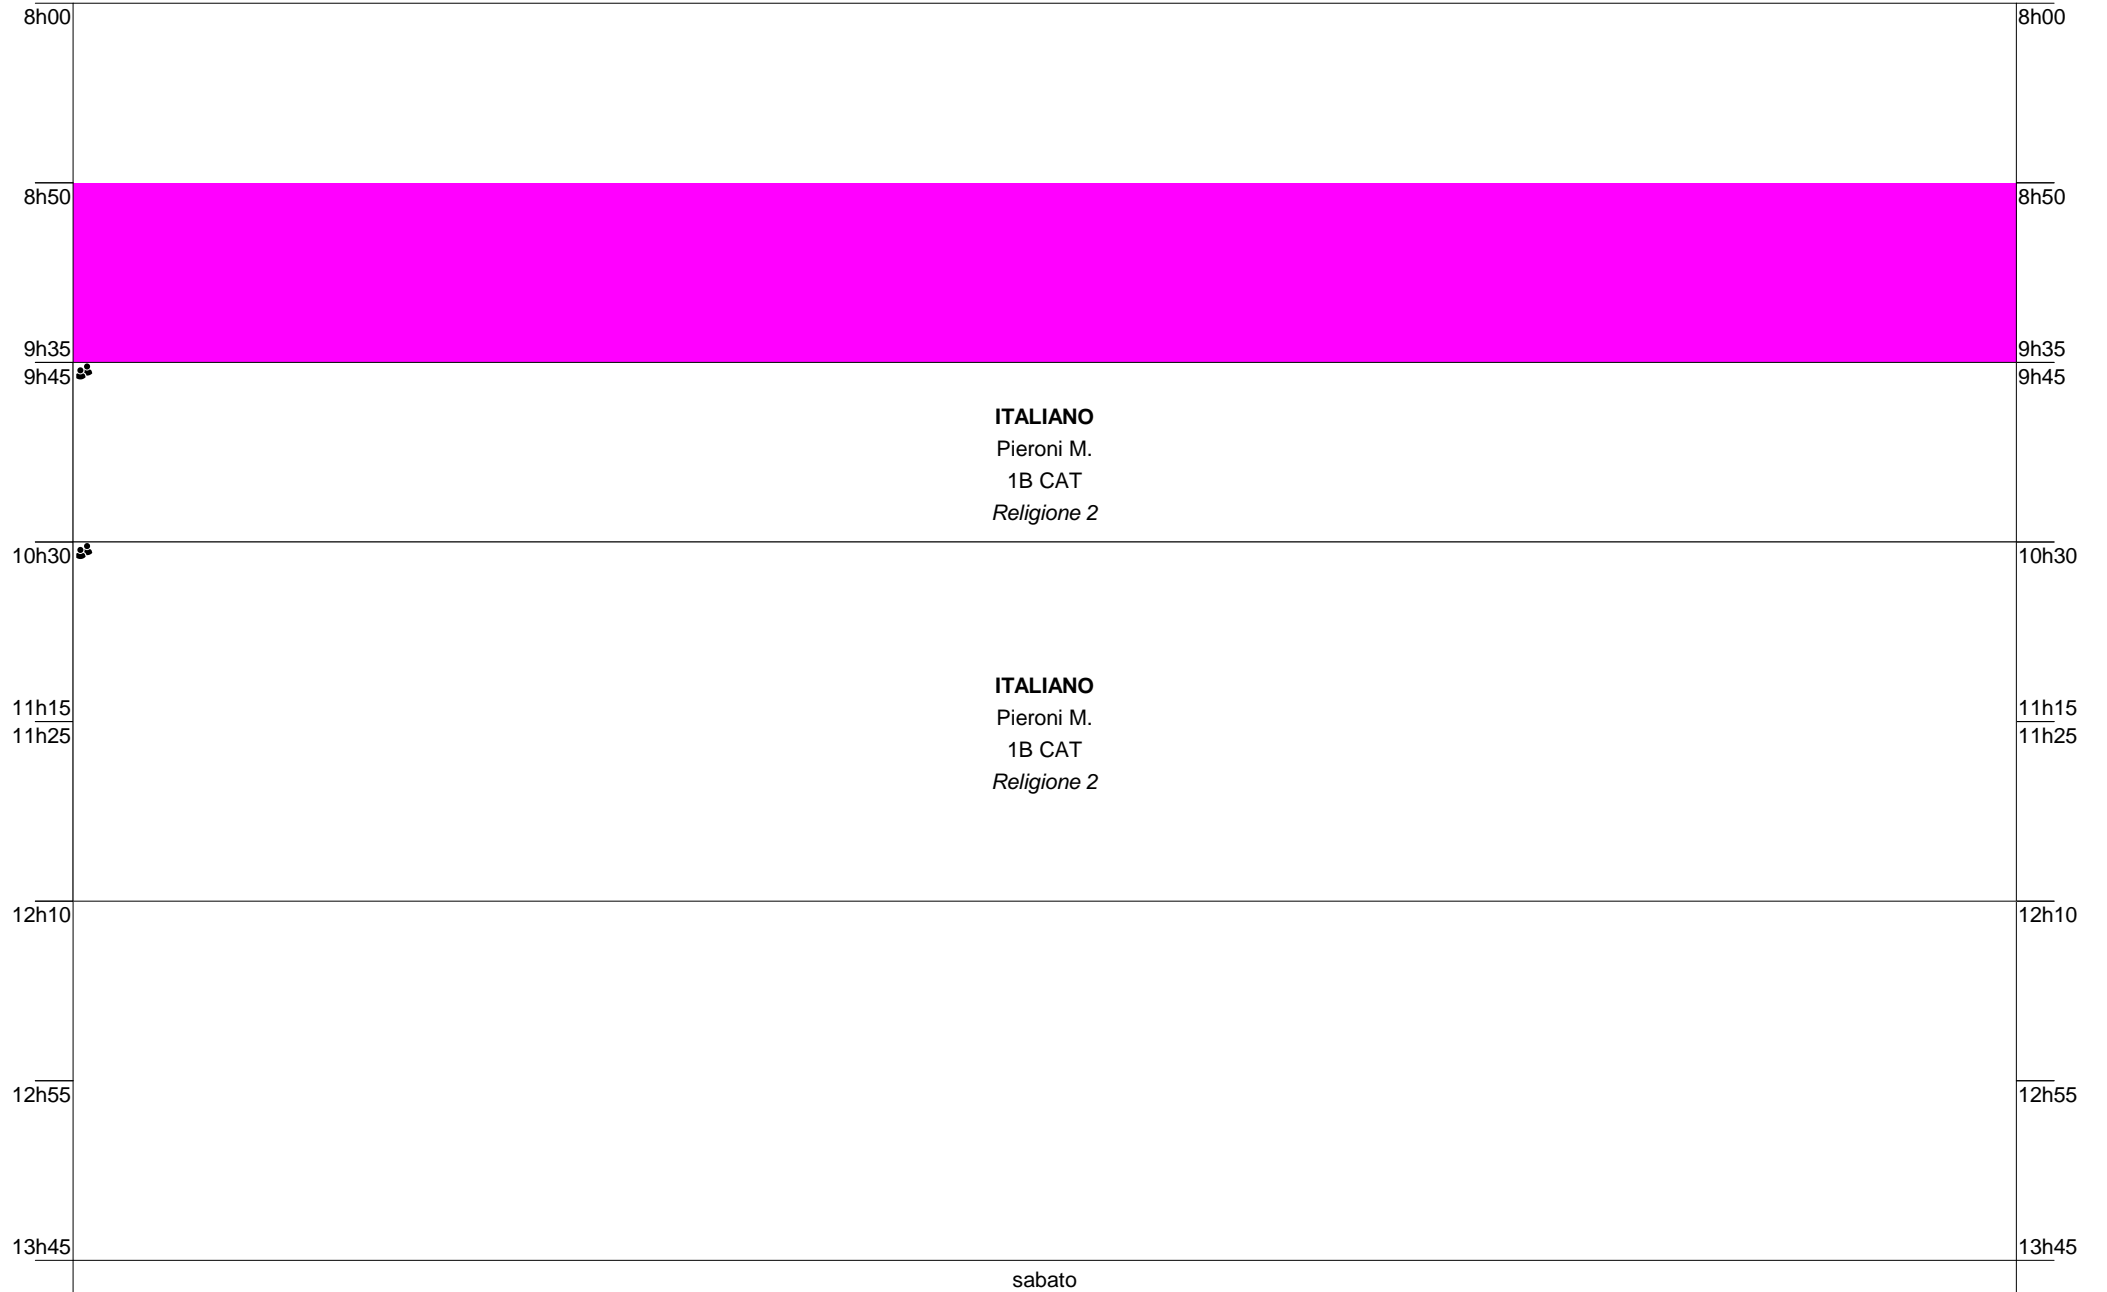 8h00 8h00
8h50 8h50
9h35 9h35
9h45 9h45
ITALIANO
Pieroni M.
1B CAT
Religione 2
10h30 10h30
ITALIANO
11h15 Pieroni M. 11h15
11h25 11h25
1B CAT
Religione 2
12h10 12h10
12h55 12h55
13h45 13h45
sabato